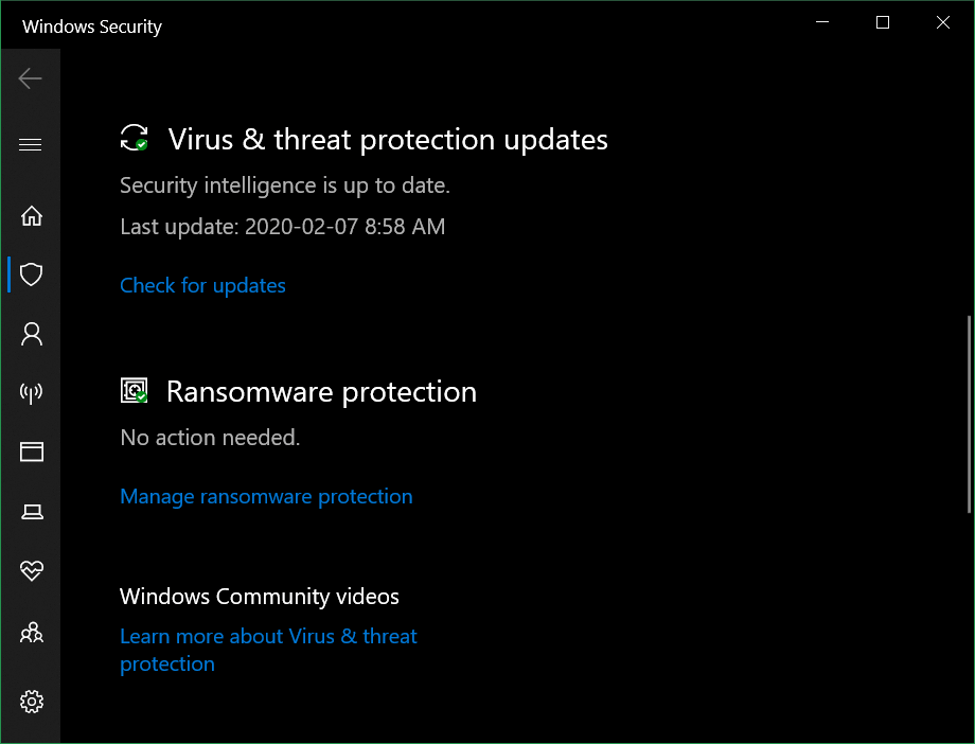 Windows Security
Virus & threat protection updates
Security intelligence is up to date.
Last update: 2020-02-07 8:58 AM
Check for updates
Ransomware protection
No action needed.
Manage ransomware protection
Windows Community videos
Learn more about Virus & threat
protection